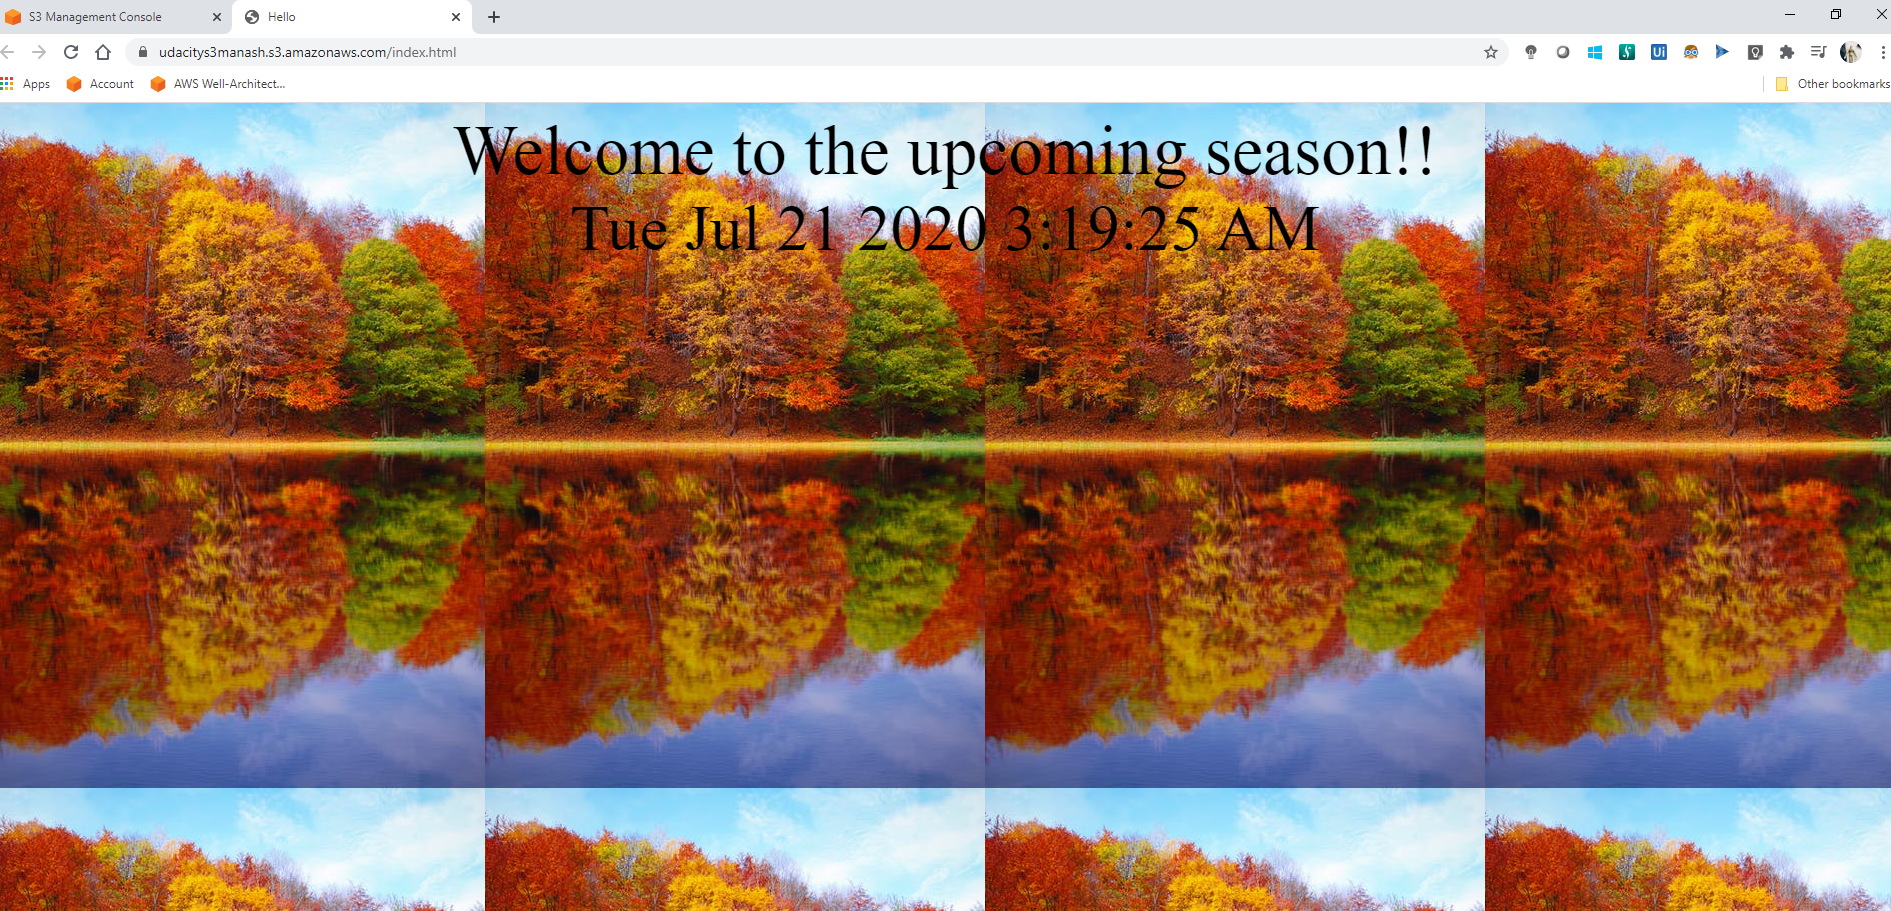 S3 Management Console
Hello
udacitys3manash.s3.amazonaws.com/index.html
Ui
Apps
Account
AWS Well-Architect...
Other bookmarks
Welcome to the upcoming season!!
Tue Jul 21 2020 3:19:25 AM